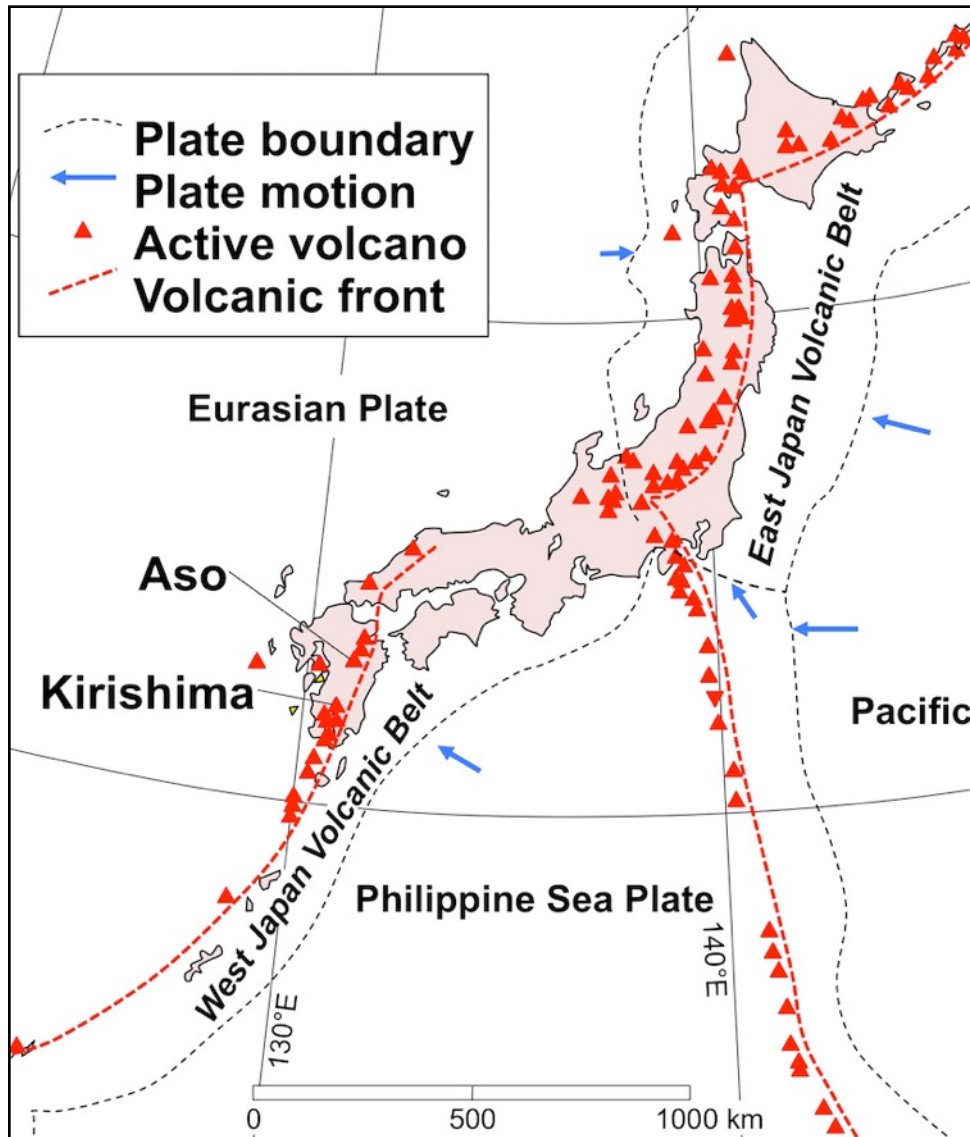 Plate boundary
Plate motion
Active volcano
Volcanic front
Eurasian Plate
East Japan Volcanic Belt
Aso
Kirishima
Pacific
West Japan Volcanic Belt
Philippine Sea Plate
140°E
130°E
0
500
1000 km